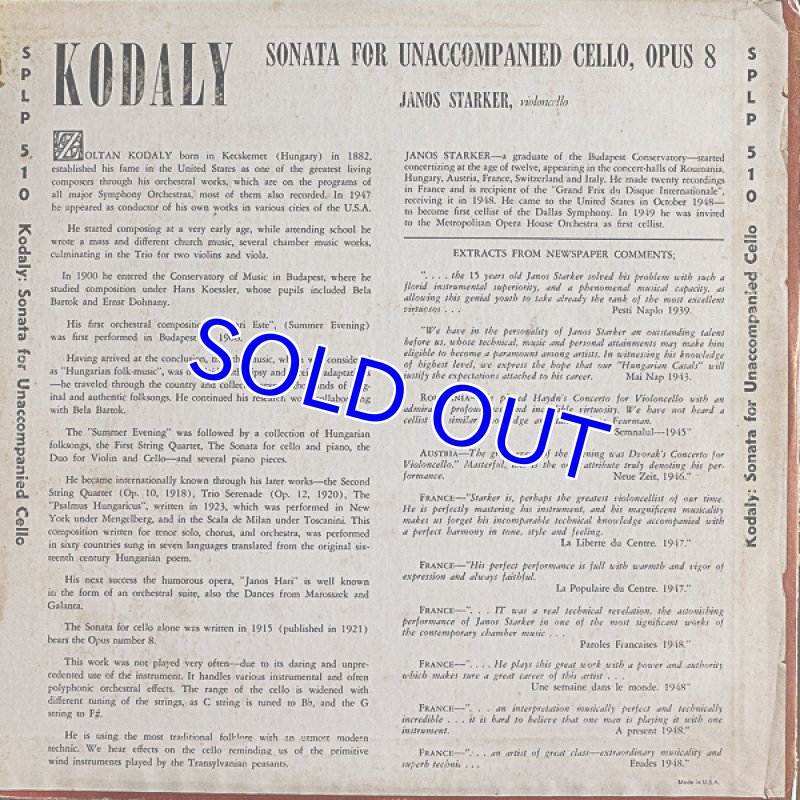 KODALY
SONATA FOR UNACCOMPANIED CELLO, OPUS 8
JANOS STARKER, violoncello
SPLP 510 Kodaly: Sonata for Unaccompanied Cello
ZOLTAN KODALY born in Kecskemet (Hungary) in 1882,
established his fame in the United States as one of the greatest living
composers through his orchestral works, which are on the programs of
all major Symphony Orchestras, most of them also recorded. In 1947
he appeared as conductor of his own works in various cities of the U.S.A.
He started composing at a very early age, while attending school he
wrote a mass and different church music, several chamber music works,
culminating in the Trio for two violins and viola.
In 1900 he entered the Conservatory of Music in Budapest, where he
studied composition under Hans Koessler, whose pupils included Bela
Bartok and Ernst Dohnany.
His first orchestral Este", (Summer Evening)
was first performed in Budapest
Having arrived at the music,
as "Hungarian folk-music", was
—he traveled through the country and
inal and authentic folksongs. He continued his
with Bela Bartok.
The "Summer Evening" was followed by a collection of Hungarian
folksongs, the First String Quartet, The Sonata for cello and piano, the
Duo for Violin and Cello—and several piano pieces.
He became internationally known through his later works—the Second
String Quartet (Op. 10, 1918), Trio Serenade (Op. 12, 1920), The
"Psalmus Hungaricus", written in 1923, which was performed in New
York under Mengelberg, and in the Scala de Milan under Toscanini. This
composition written for tenor solo, chorus, and orchestra, was performed
in sixty countries sung in seven languages translated from the original six-
teenth century Hungarian poem.
His next success the humorous opera, "Janos Hari" is well known
in the form of an orchestral suite, also the Dances from Marosszek and
Galanta.
The Sonata for cello alone was written in 1915 (published in 1921)
bears the Opus number 8.
This work was not played very often—due to its daring and unpre-
cedented use of the instrument. It handles various instrumental and often
polyphonic orchestral effects. The range of the cello is widened with
different tuning of the strings, as C string is tuned to Bb, and the G
string to F#.
He is using the most traditional folklore with an utmost modern
technic. We hear effects on the cello reminding us of the primitive
wind instruments played by the Transylvanian peasants.
JANOS STARKER—a graduate of the Budapest Conservatory—started
concertizing at the age of twelve, appearing in the concert-halls of Roumania,
Hungary, Austria, France, Switzerland and Italy. He made twenty recordings
in France and is recipient of the "Grand Prix du Disque Internationale",
receiving it in 1948. He came to the United States in October 1948—
to become first cellist of the Dallas Symphony. In 1949 he was invited
to the Metropolitan Opera House Orchestra as first cellist.
EXTRACTS FROM NEWSPAPER COMMENTS;
". . . . the 15 years old Janos Starker solved his problem with such a
florid instrumental superiority, and a phenomenal musical capacity, as
allowing this genial youth to take already the rank of the most excellent
virtuosos . . . Pesti Naplo 1939.
"We have in the personality of Janos Starker an outstanding talent
before us, whose technical, music and personal attainments may make him
eligible to become a paramount among artists. In witnessing his knowledge
of highest level, we express the hope that our "Hungarian Casals" will
justify the expectations attached to his career. Mai Nap 1943.
Haydn's Concerto for Violoncello with an
virtuosity. We have not heard a
cellist Feurman.
Semnalul—1945"
AUSTRIA—The was Dvorak's Concerto for
Violoncello." Masterful, attribute truly denoting his per-
formance. Neue Zeit, 1946."
FRANCE—"Starker is, perhaps the greatest violoncellist of our time.
He is perfectly mastering his instrument, and his magnificent musicality
makes us forget his incomparable technical knowledge accompanied with
a perfect harmony in tone, style and feeling.
La Liberte du Centre. 1947."
FRANCE—"His perfect performance is full with warmth and vigor of
expression and always faithful.
La Populaire du Centre. 1947."
FRANCE—". . . IT was a real technical revelation, the astonishing
performance of Janos Starker in one of the most significant works of
the contemporary chamber music . . .
Paroles Francaises 1948."
FRANCE—". . . . He plays this great work with a power and authority
which makes sure a great career of this artist . . . .
Une semaine dans le monde. 1948"
FRANCE—". . . an interpretation musically perfect and technically
incredible . . . it is hard to believe that one man is playing it with one
instrument. A present 1948."
FRANCE—". . . an artist of great class—extraordinary musicality and
superb technic . . . Etudes 1948."
Made in U.S.A.
SPLP 510 Kodaly: Sonata for Unaccompanied Cello
SOLD OUT